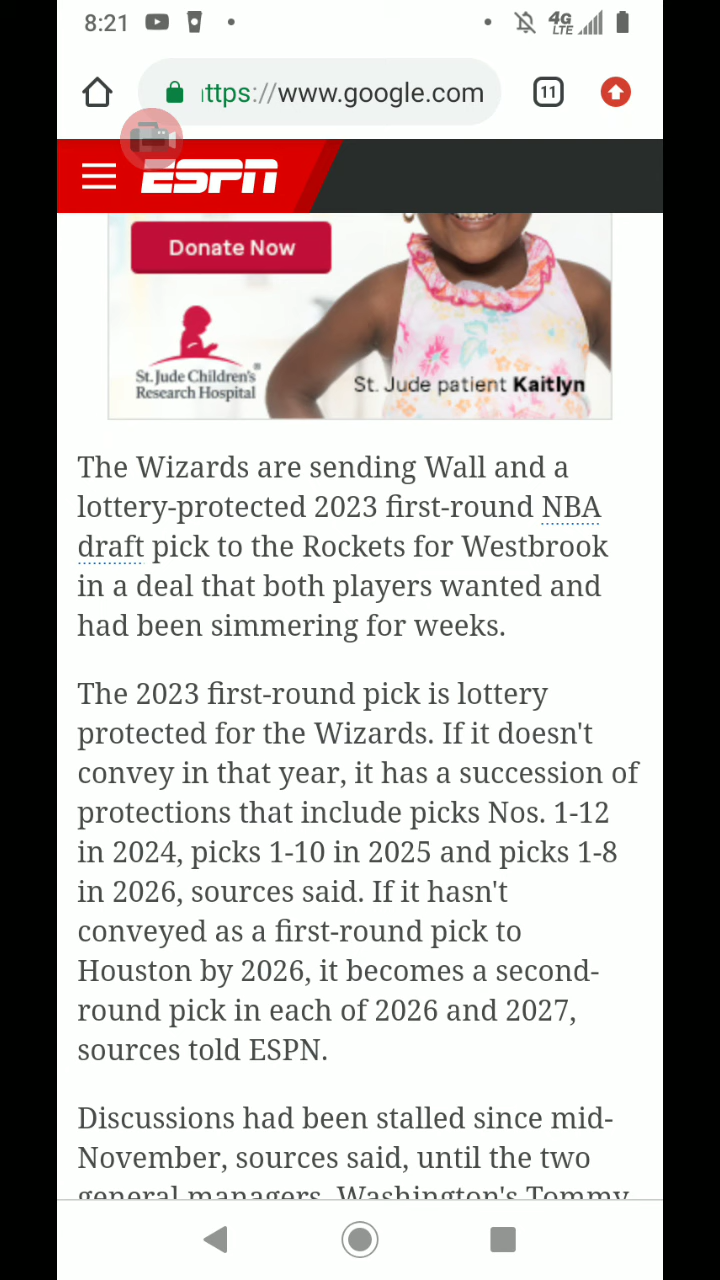 8:21
4G
LTE
ttps://www.google.com
11
ESPN
Donate Now
St. Jude Children's®
Research Hospital
St. Jude patient Kaitlyn
The Wizards are sending Wall and a
lottery-protected 2023 first-round NBA
draft pick to the Rockets for Westbrook
in a deal that both players wanted and
had been simmering for weeks.
The 2023 first-round pick is lottery
protected for the Wizards. If it doesn't
convey in that year, it has a succession of
protections that include picks Nos. 1-12
in 2024, picks 1-10 in 2025 and picks 1-8
in 2026, sources said. If it hasn't
conveyed as a first-round pick to
Houston by 2026, it becomes a second-
round pick in each of 2026 and 2027,
sources told ESPN.
Discussions had been stalled since mid-
November, sources said, until the two
general managers, Washington's Tommy